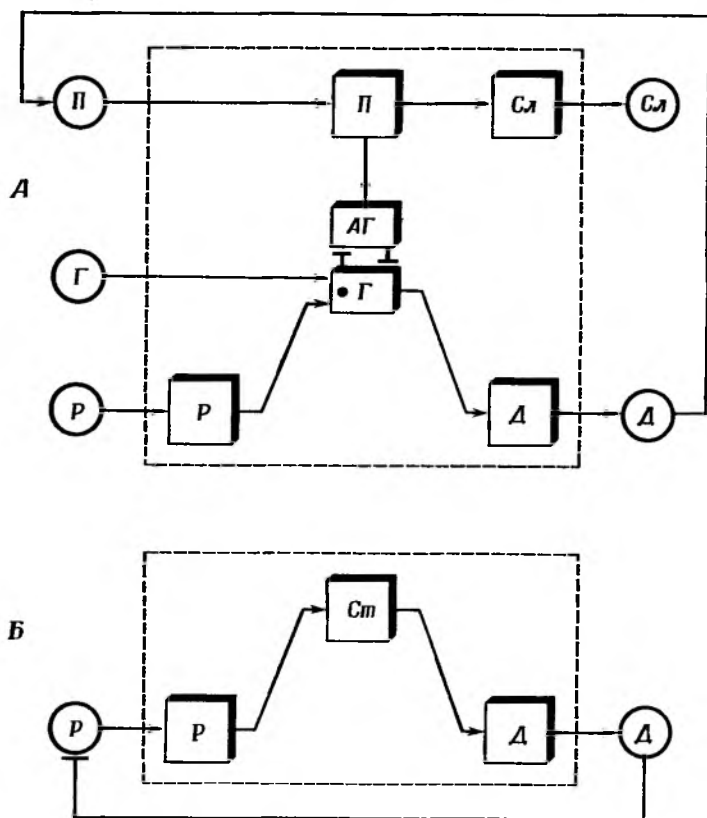 П П Сл Сл
А
АГ
Г Г
Р Р Д Д
Б
Ст
Р Р Д Д